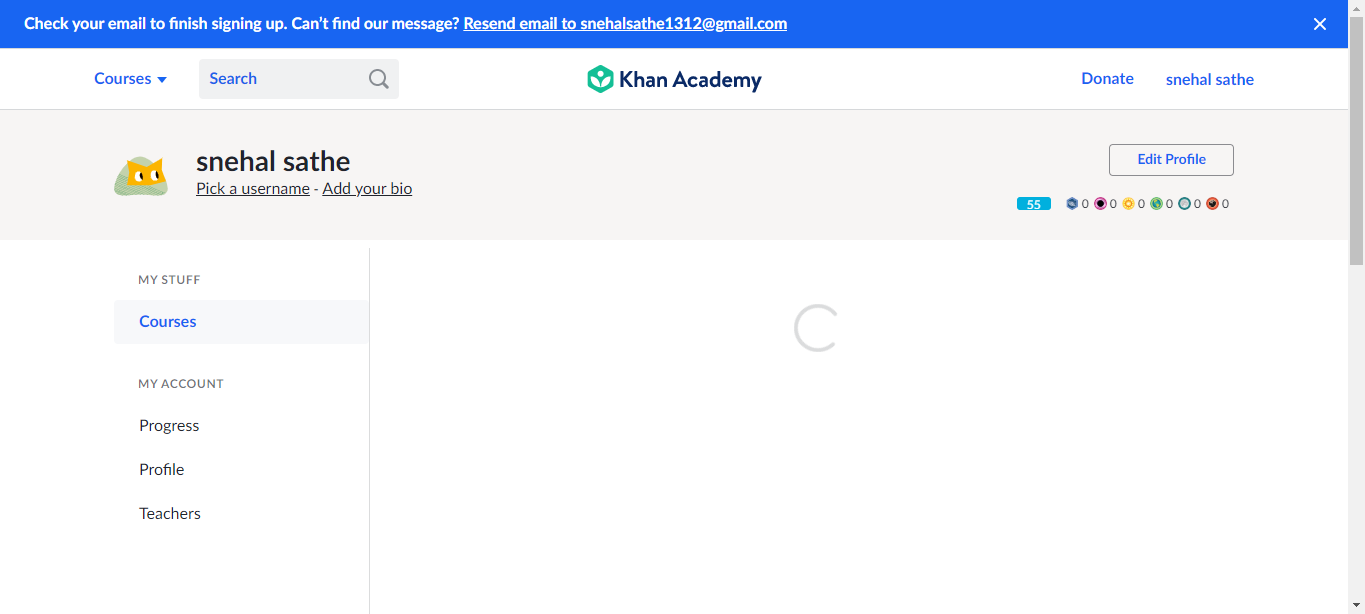 Check your email to finish signing up. Can’t find our message? Resend email to snehalsathe1312@gmail.com
Courses
Search
Khan Academy
Donate
snehal sathe
snehal sathe
Pick a username - Add your bio
Edit Profile
55 0 0 0 0 0 0
MY STUFF
Courses
MY ACCOUNT
Progress
Profile
Teachers